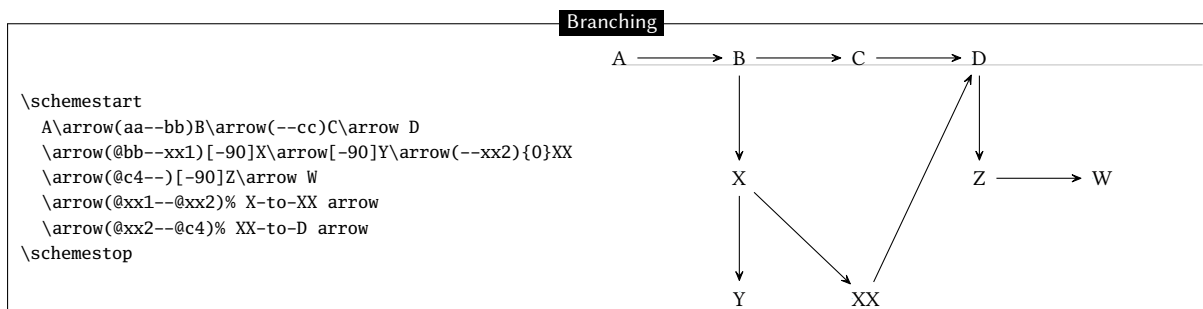 Branching
\schemestart
A\arrow(aa--bb)B\arrow(--cc)C\arrow D
\arrow(@bb--xx1)[-90]X\arrow[-90]Y\arrow(--xx2){0}XX
\arrow(@c4--)[-90]Z\arrow W
\arrow(@xx1--@xx2)% X-to-XX arrow
\arrow(@xx2--@c4)% XX-to-D arrow
\schemestop
A B C D
X Z W
Y XX